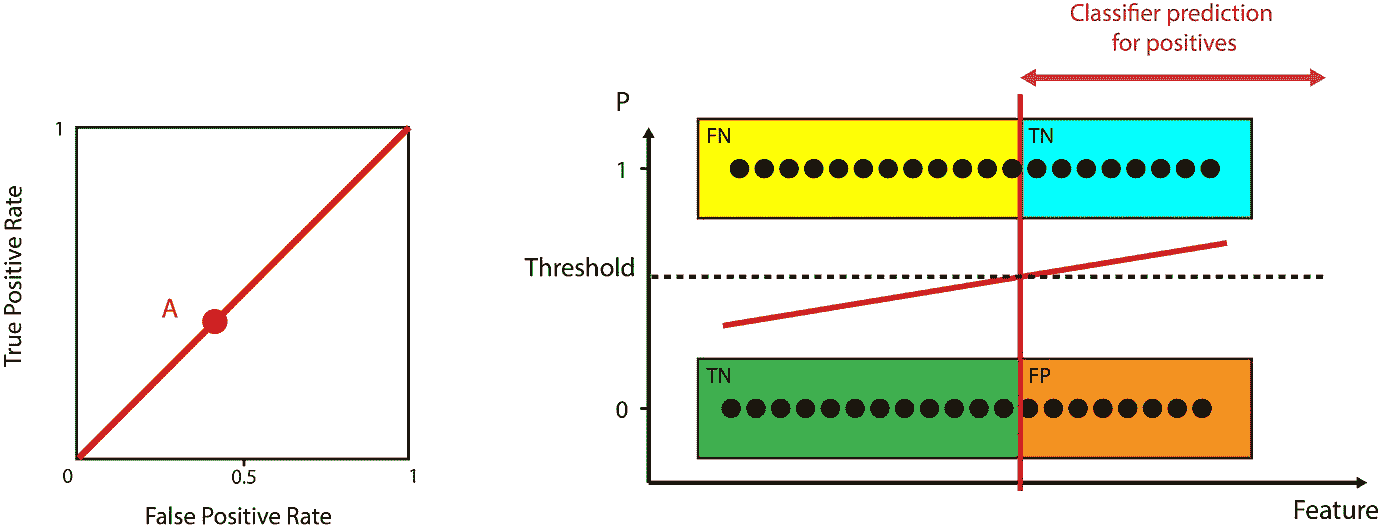 Classifier prediction
for positives
P
1
FN
TN
1
True Positive Rate
A
Threshold
TN
FP
0
0
0.5
1
False Positive Rate
Feature